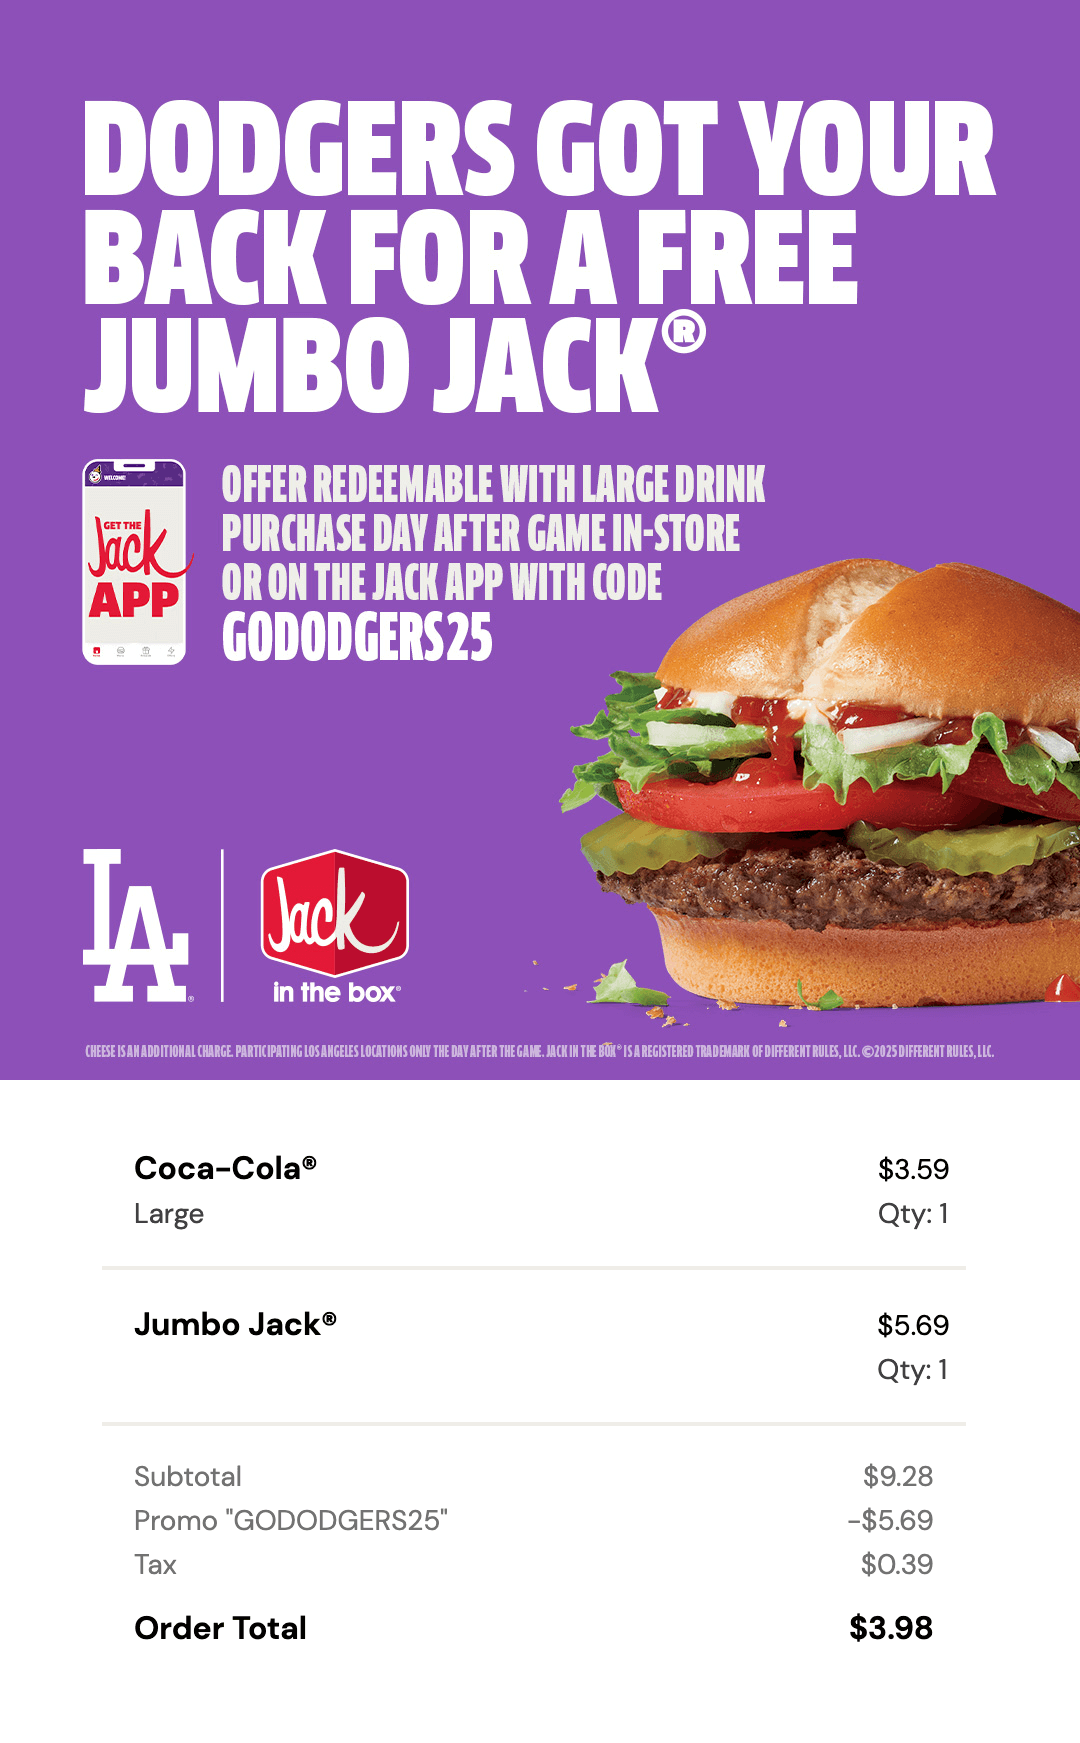 DODGERS GOT YOUR
BACK FOR A FREE
JUMBO JACK®
WELCOME!
GET THE
Jack
APP
OFFER REDEEMABLE WITH LARGE DRINK
PURCHASE DAY AFTER GAME IN-STORE
OR ON THE JACK APP WITH CODE
GODODGERS25
LA®
Jack
in the box®
CHEESE IS AN ADDITIONAL CHARGE. PARTICIPATING LOS ANGELES LOCATIONS ONLY THE DAY AFTER THE GAME. JACK IN THE BOX® IS A REGISTERED TRADEMARK OF DIFFERENT RULES, LLC. ©2025 DIFFERENT RULES, LLC.
Coca-Cola® $3.59
Large Qty: 1
Jumbo Jack® $5.69
Qty: 1
Subtotal $9.28
Promo "GODODGERS25" -$5.69
Tax $0.39
Order Total $3.98